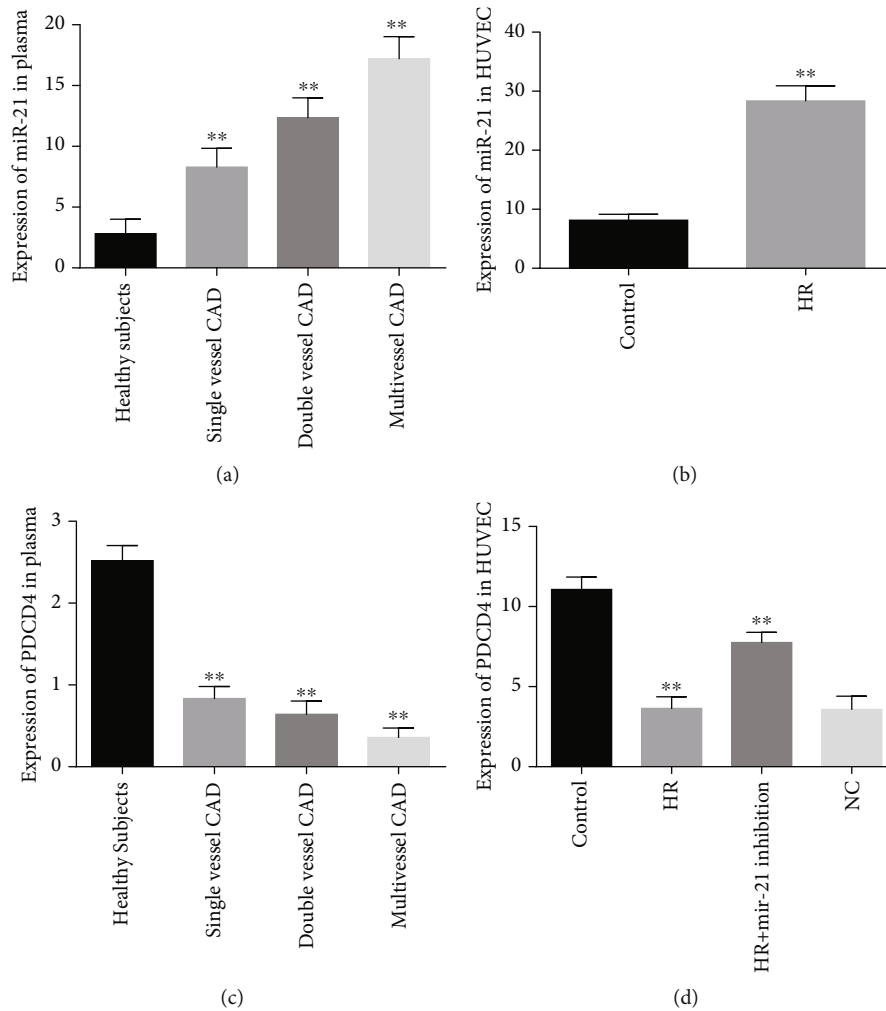 Expression of miR-21 in plasma
20
15
10
5
0
**
**
**
Healthy subjects
Single vessel CAD
Double vessel CAD
Multivessel CAD
(a)
Expression of miR-21 in HUVEC
40
30
20
10
0
**
Control
HR
(b)
Expression of PDCD4 in plasma
3
2
1
0
**
**
**
Healthy Subjects
Single vessel CAD
Double vessel CAD
Multivessel CAD
(c)
Expression of PDCD4 in HUVEC
15
10
5
0
**
**
Control
HR
HR+mir-21 inhibition
NC
(d)